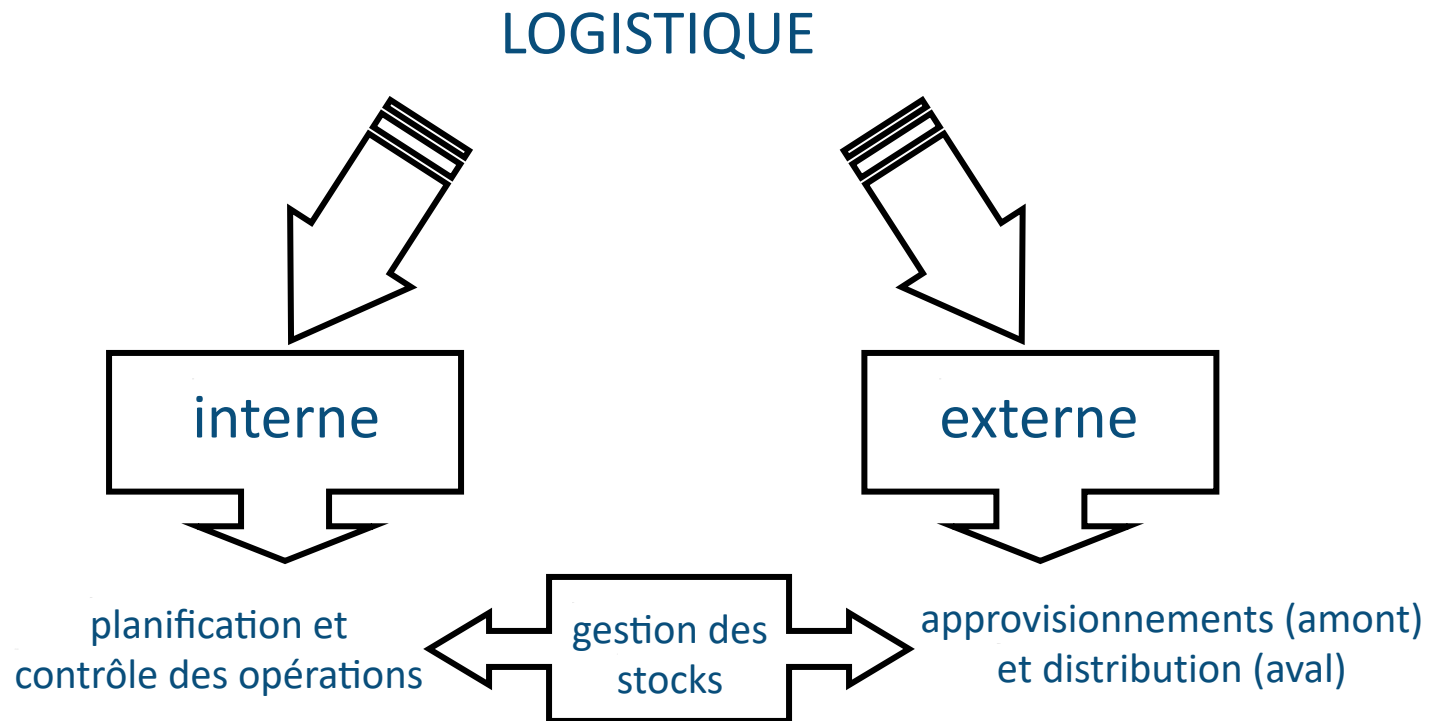 LOGISTIQUE
interne
externe
planification et
contrôle des opérations
gestion des
stocks
approvisionnements (amont)
et distribution (aval)